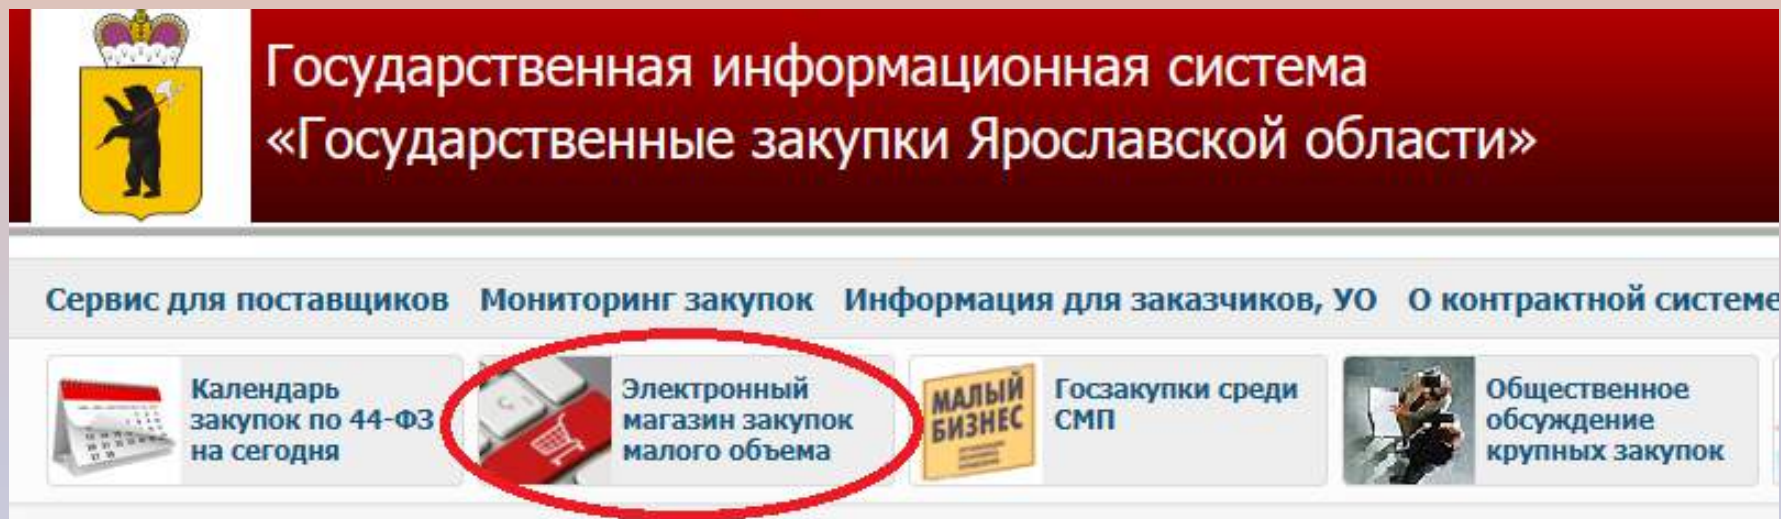 Государственная информационная система
«Государственные закупки Ярославской области»
Сервис для поставщиков Мониторинг закупок Информация для заказчиков, УО О контрактной системе
Календарь
закупок по 44-ФЗ
на сегодня
Электронный
магазин закупок
малого объема
МАЛЫЙ
БИЗНЕС
Госзакупки среди
СМП
Общественное
обсуждение
крупных закупок